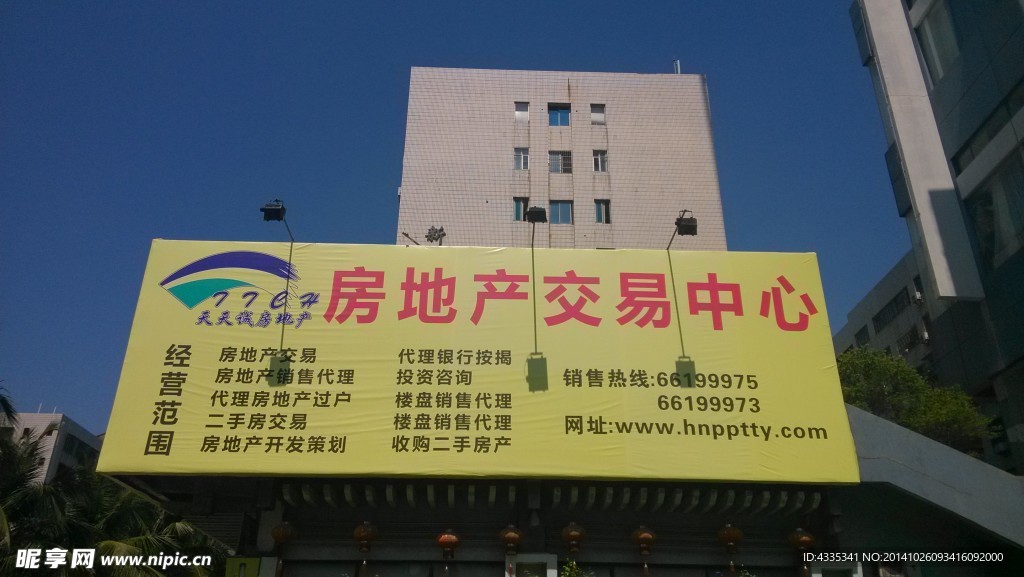 TTCH
天天诚房地产
房地产交易中心
经营范围
房地产交易
房地产销售代理
代理房地产过户
二手房交易
房地产开发策划
代理银行按揭
投资咨询
楼盘销售代理
楼盘销售代理
收购二手房产
销售热线:66199975
66199973
网址:www.hnpptty.com
昵享网 www.nipic.cn
ID:4335341 NO:20141026093416092000